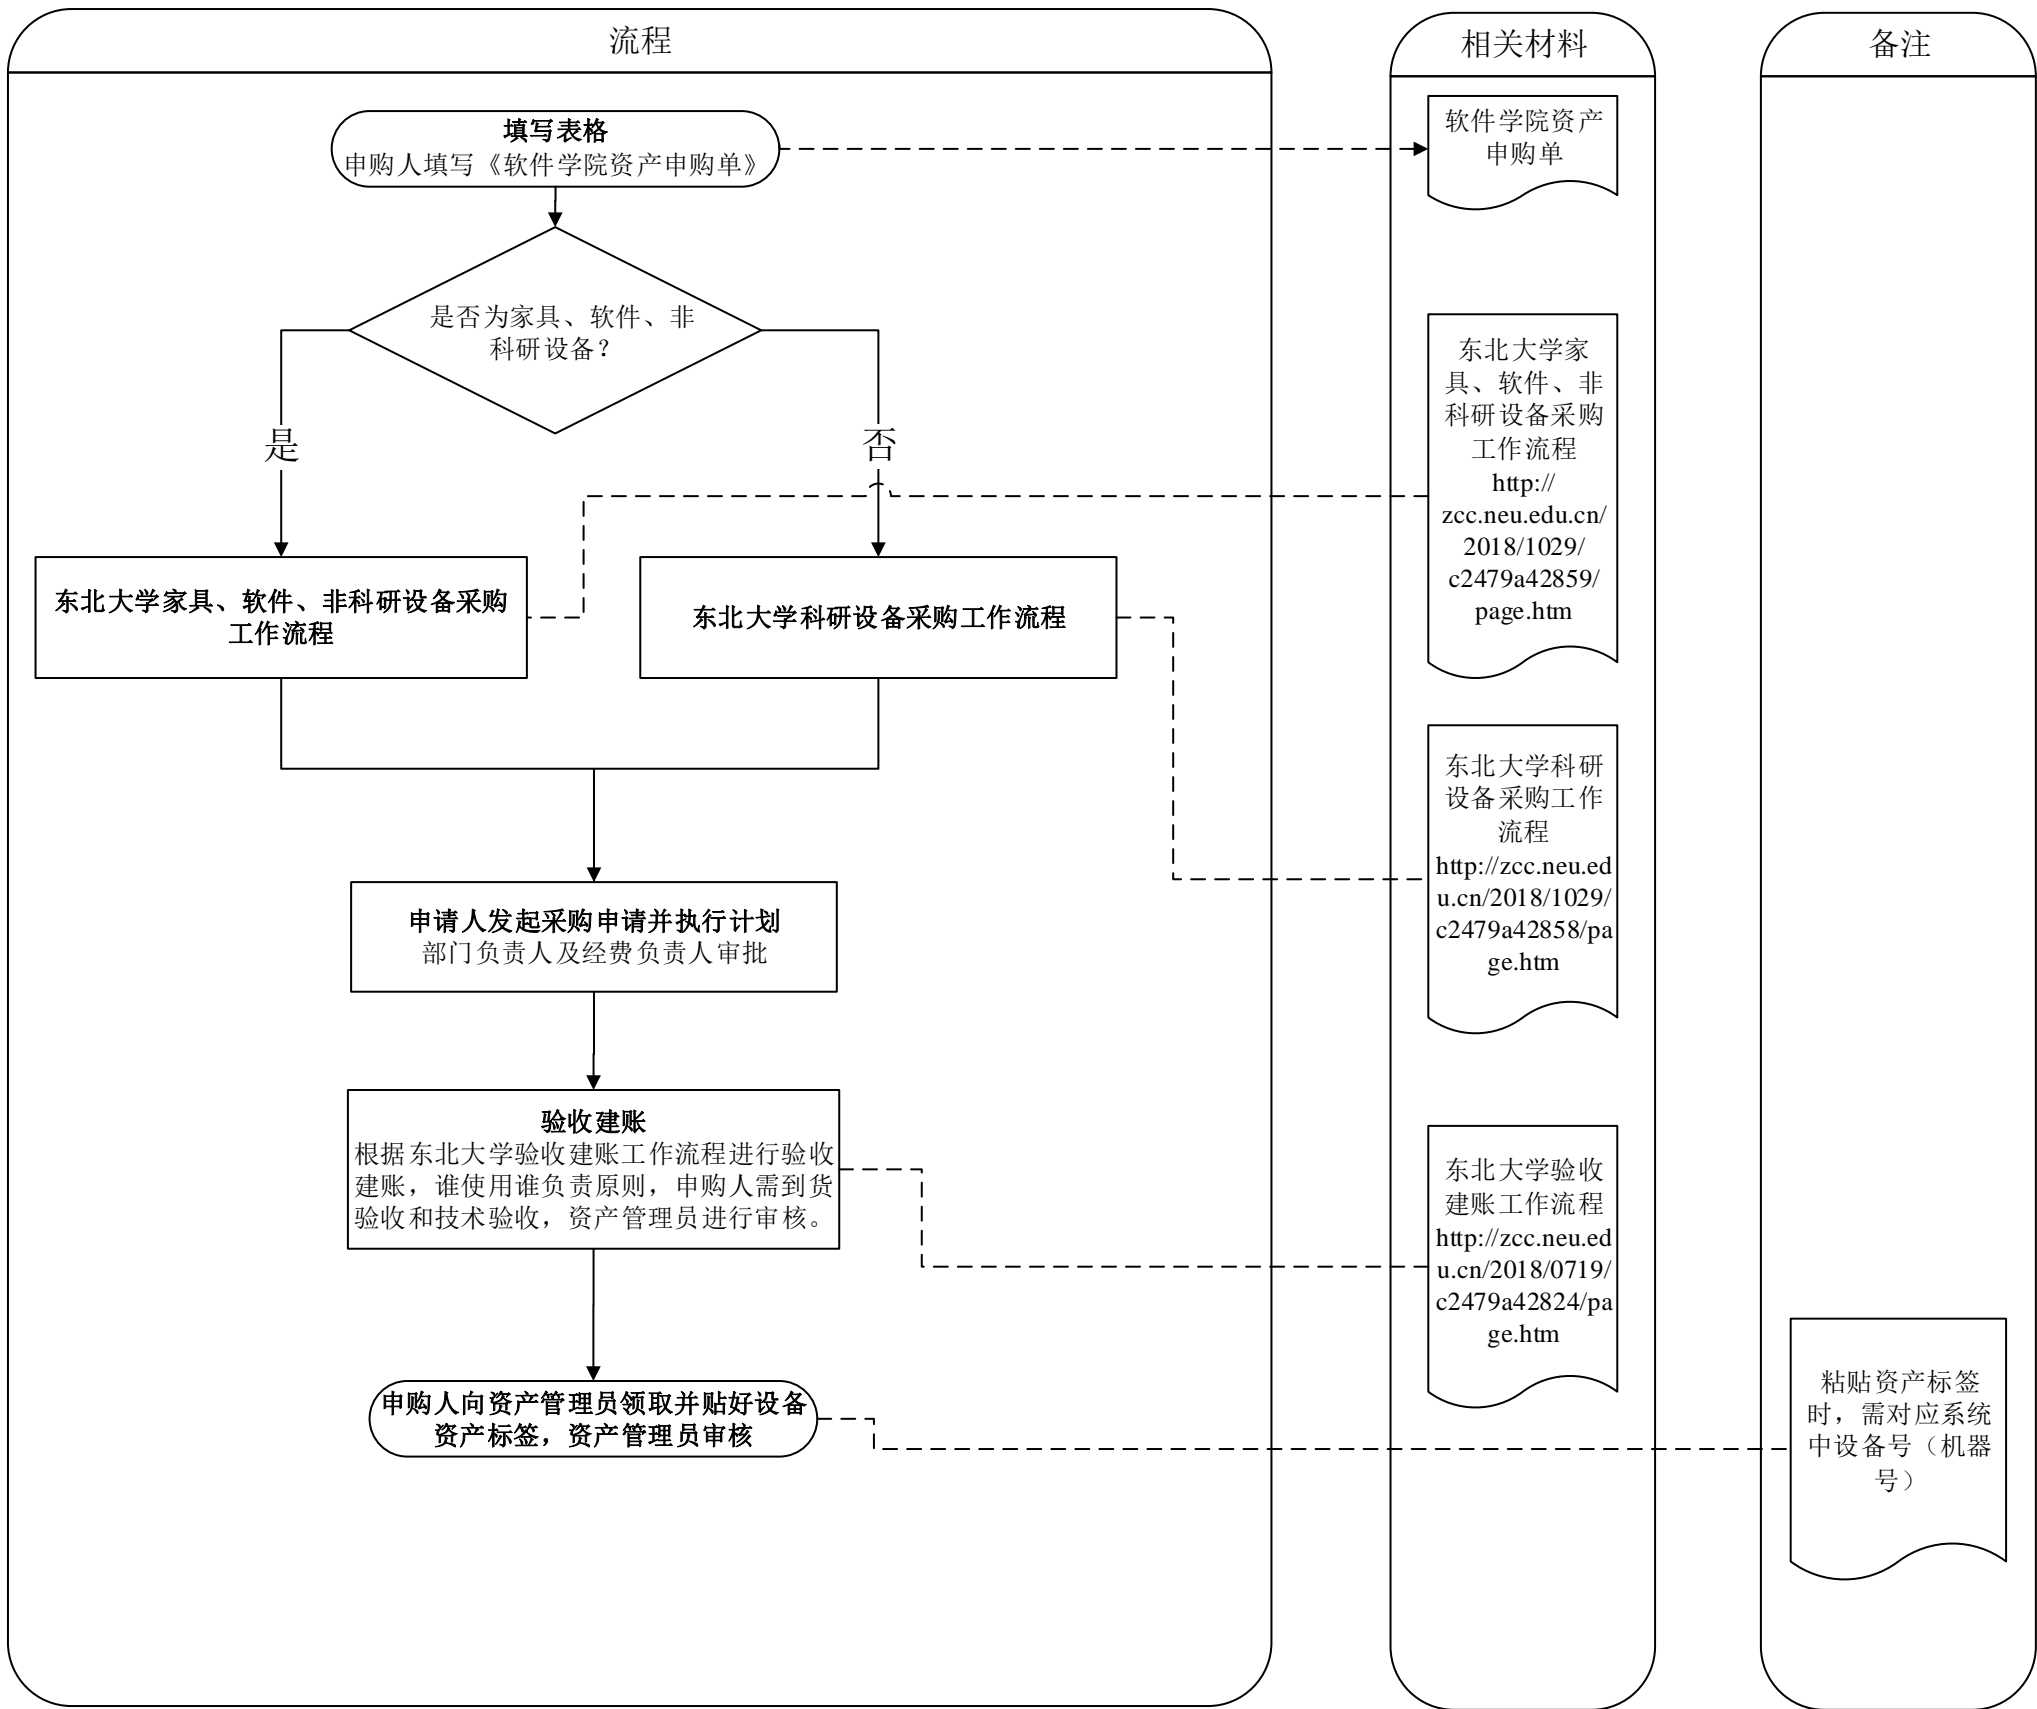 流程
填写表格
申购人填写《软件学院资产申购单》
是否为家具、软件、非
科研设备？
是
否
东北大学家具、软件、非科研设备采购
工作流程
东北大学科研设备采购工作流程
申请人发起采购申请并执行计划
部门负责人及经费负责人审批
验收建账
根据东北大学验收建账工作流程进行验收
建账，谁使用谁负责原则，申购人需到货
验收和技术验收，资产管理员进行审核。
申购人向资产管理员领取并贴好设备
资产标签，资产管理员审核
相关材料
软件学院资产
申购单
东北大学家
具、软件、非
科研设备采购
工作流程
http://
zcc.neu.edu.cn/
2018/1029/
c2479a42859/
page.htm
东北大学科研
设备采购工作
流程
http://zcc.neu.ed
u.cn/2018/1029/
c2479a42858/pa
ge.htm
东北大学验收
建账工作流程
http://zcc.neu.ed
u.cn/2018/0719/
c2479a42824/pa
ge.htm
备注
粘贴资产标签
时，需对应系统
中设备号（机器
号）